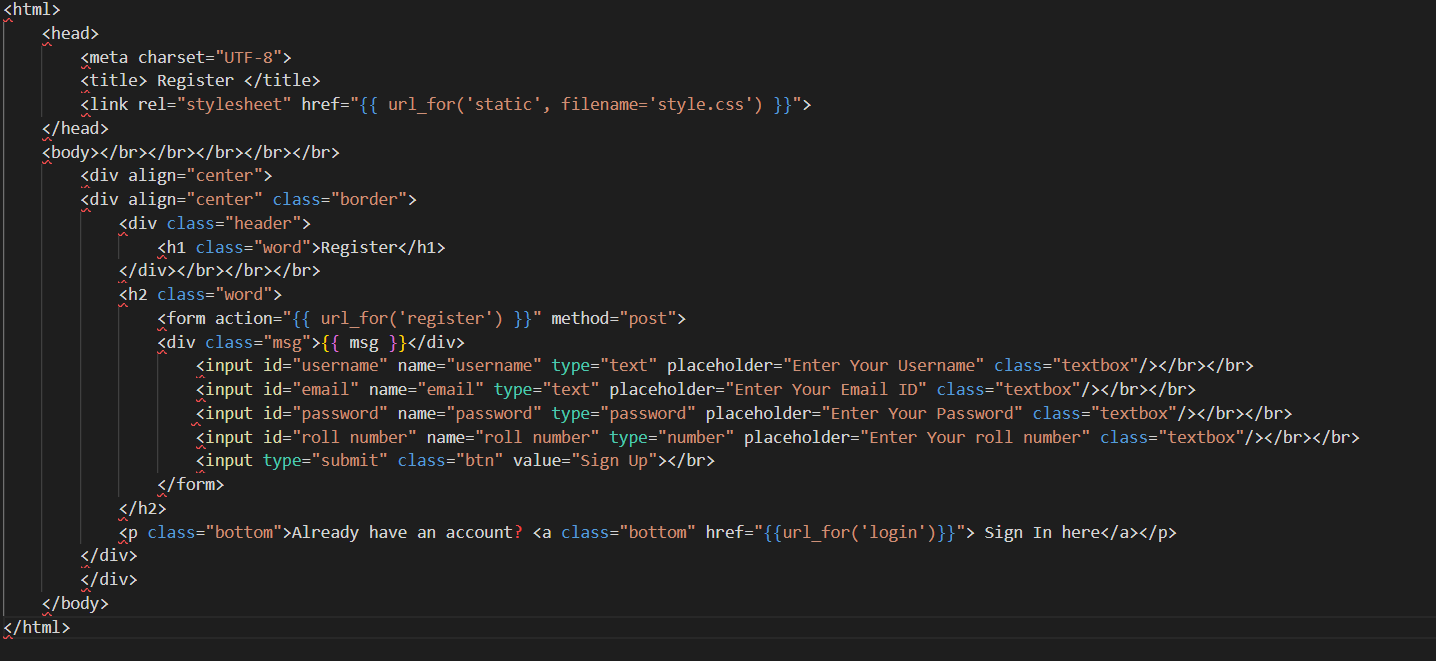 <html>
<head>
<meta charset="UTF-8">
<title> Register </title>
<link rel="stylesheet" href="{{ url_for('static', filename='style.css') }}">
</head>
<body></br></br></br></br></br>
<div align="center">
<div align="center" class="border">
<div class="header">
<h1 class="word">Register</h1>
</div></br></br></br>
<h2 class="word">
<form action="{{ url_for('register') }}" method="post">
<div class="msg">{{ msg }}</div>
<input id="username" name="username" type="text" placeholder="Enter Your Username" class="textbox"/></br></br>
<input id="email" name="email" type="text" placeholder="Enter Your Email ID" class="textbox"/></br></br>
<input id="password" name="password" type="password" placeholder="Enter Your Password" class="textbox"/></br></br>
<input id="roll number" name="roll number" type="number" placeholder="Enter Your roll number" class="textbox"/></br></br>
<input type="submit" class="btn" value="Sign Up"></br>
</form>
</h2>
<p class="bottom">Already have an account? <a class="bottom" href="{{url_for('login')}}"> Sign In here</a></p>
</div>
</div>
</body>
</html>